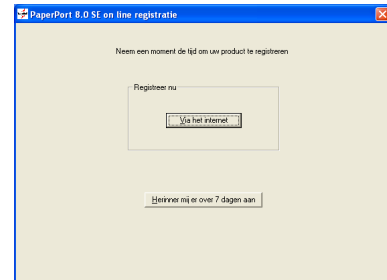 PaperPort 8.0 SE on line registratie
Neem een moment de tijd om uw product te registreren
Registreer nu
Via het internet
Herinner mij er over 7 dagen aan